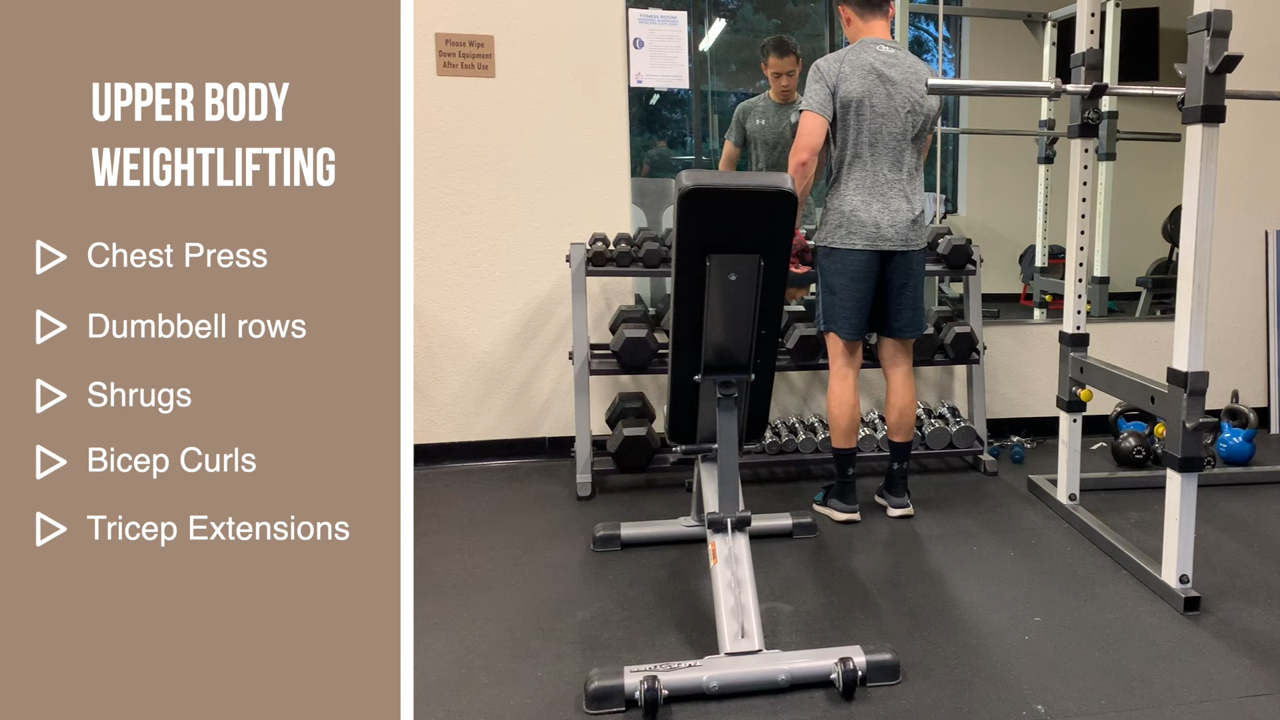 UPPER BODY
WEIGHTLIFTING
Chest Press
Dumbbell rows
Shrugs
Bicep Curls
Tricep Extensions
Please Wipe
Down Equipment
After Each Use
FITNESS ROOM